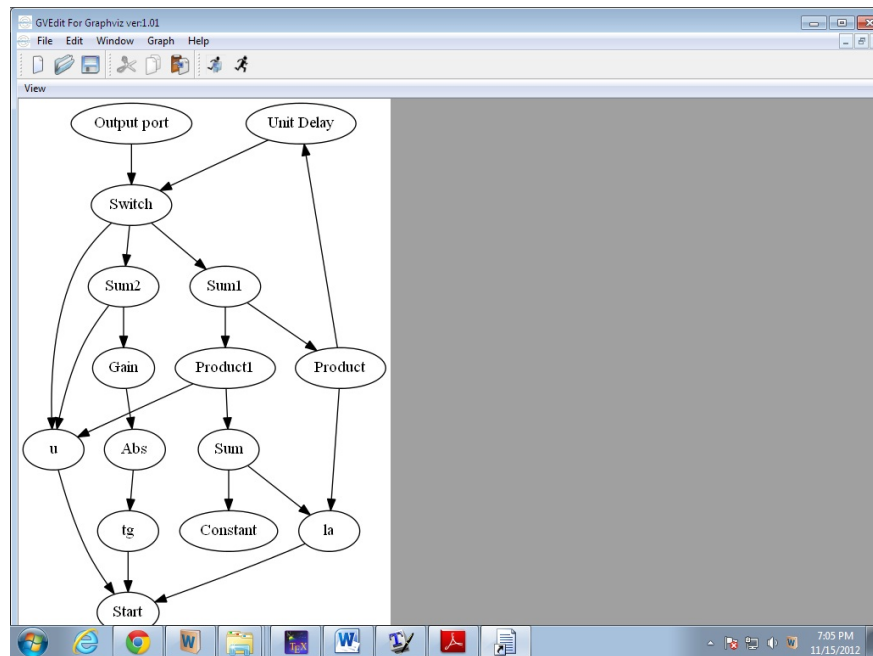 GVEdit For Graphviz ver:1.01
File Edit Window Graph Help
View
Output port Unit Delay
Switch
Sum2 Sum1
Gain Product1 Product
u Abs Sum
tg Constant la
Start
7:05 PM
11/15/2012